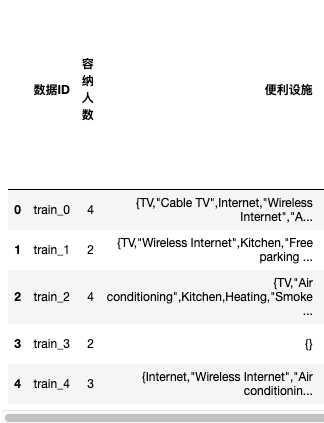 数据ID 容纳人数 便利设施
0 train_0 4 {TV,"Cable TV",Internet,"Wireless
Internet","A...
1 train_1 2 {TV,"Wireless Internet",Kitchen,"Free
parking ...
2 train_2 4 {TV,"Air
conditioning",Kitchen,Heating,"Smoke
...
3 train_3 2 {}
4 train_4 3 {Internet,"Wireless Internet","Air
conditionin...